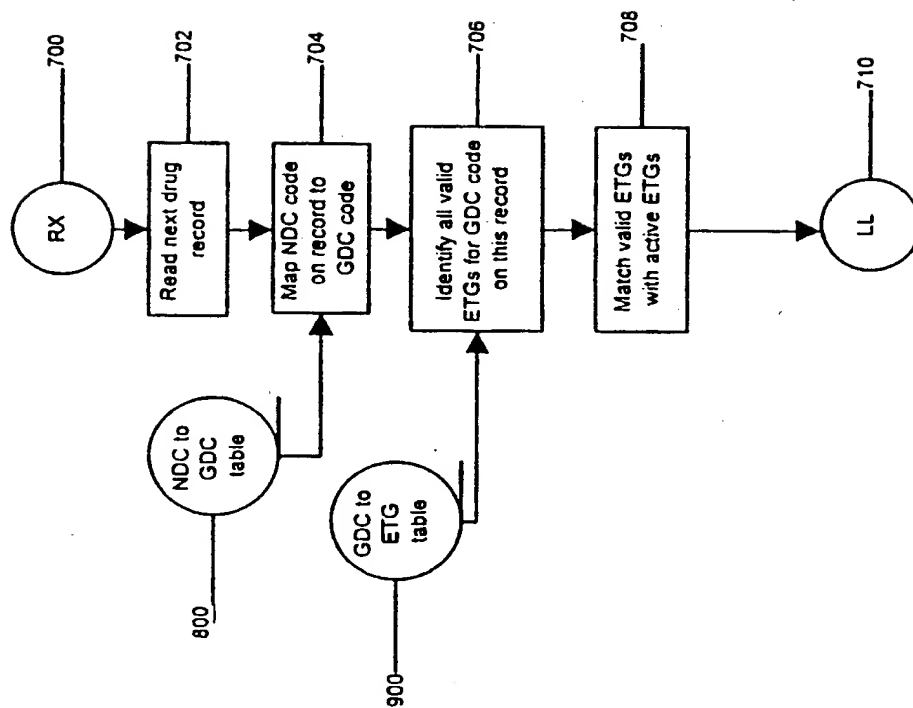 RX
700
Read next drug
record
702
NDC to
GDC
table
800
Map NDC code
on record to
GDC code
704
GDC to
ETG
table
900
Identify all valid
ETGs for GDC code
on this record
706
Match valid ETGs
with active ETGs
708
LL
710